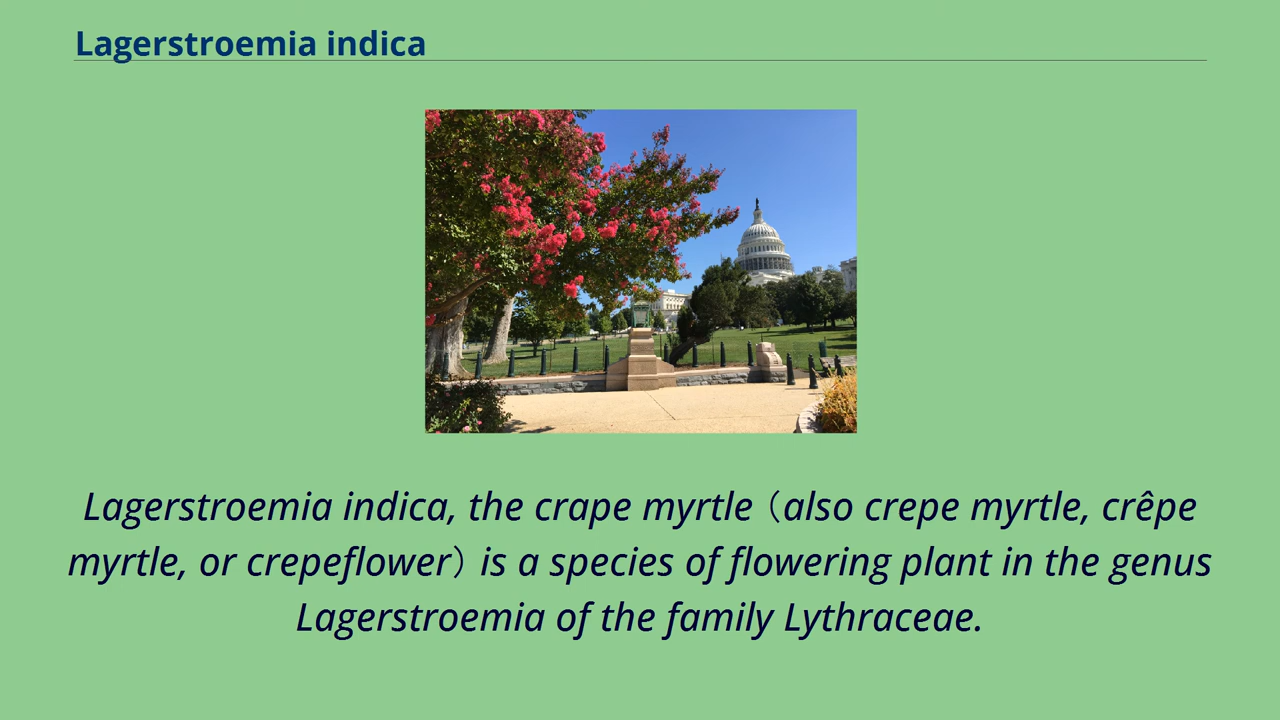 Lagerstroemia indica
Lagerstroemia indica, the crape myrtle（also crepe myrtle, crêpe
myrtle, or crepeflower）is a species of flowering plant in the genus
Lagerstroemia of the family Lythraceae.